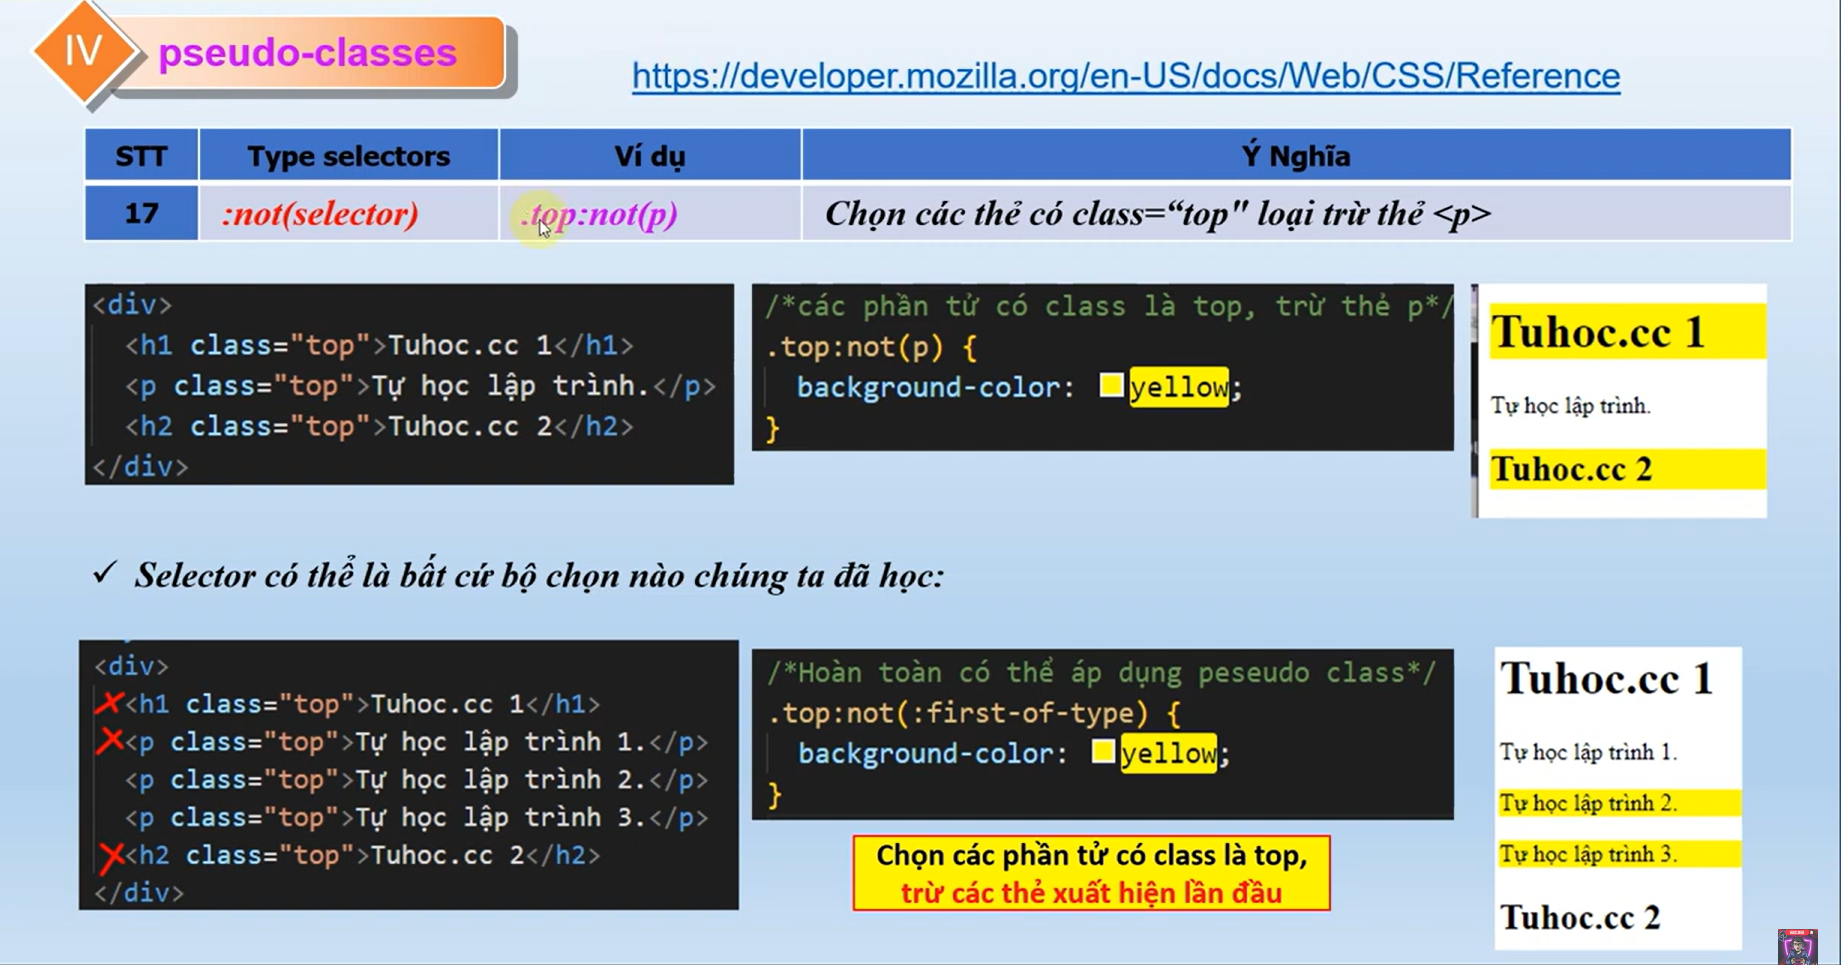 IV
pseudo-classes
https://developer.mozilla.org/en-US/docs/Web/CSS/Reference
STT Type selectors Ví dụ Ý Nghĩa
17 :not(selector) .top:not(p) Chọn các thẻ có class=“top" loại trừ thẻ <p>
<div>
<h1 class="top">Tuhoc.cc 1</h1>
<p class="top">Tự học lập trình.</p>
<h2 class="top">Tuhoc.cc 2</h2>
</div>
/*các phần tử có class là top, trừ thẻ p*/
.top:not(p) {
background-color: yellow;
}
Tuhoc.cc 1
Tự học lập trình.
Tuhoc.cc 2
✓ Selector có thể là bất cứ bộ chọn nào chúng ta đã học:
<div>
<h1 class="top">Tuhoc.cc 1</h1>
<p class="top">Tự học lập trình 1.</p>
<p class="top">Tự học lập trình 2.</p>
<p class="top">Tự học lập trình 3.</p>
<h2 class="top">Tuhoc.cc 2</h2>
</div>
/*Hoàn toàn có thể áp dụng peseudo class*/
.top:not(:first-of-type) {
background-color: yellow;
}
Chọn các phần tử có class là top,
trừ các thẻ xuất hiện lần đầu
Tuhoc.cc 1
Tự học lập trình 1.
Tự học lập trình 2.
Tự học lập trình 3.
Tuhoc.cc 2